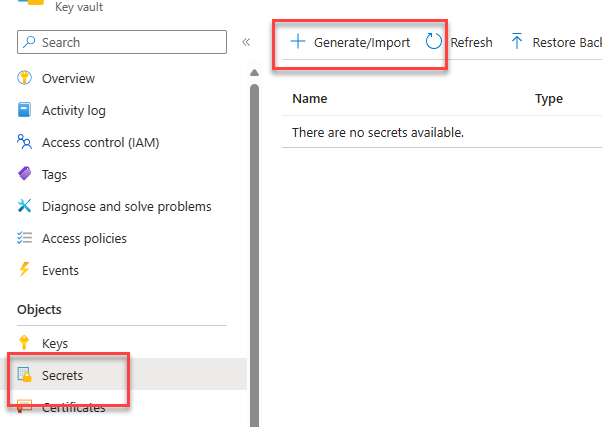 Key vault
Search
«
Generate/Import
Refresh
Restore Bac
Overview
Activity log
Access control (IAM)
Tags
Diagnose and solve problems
Access policies
Events
Objects
Keys
Secrets
Certificates
Name
Type
There are no secrets available.